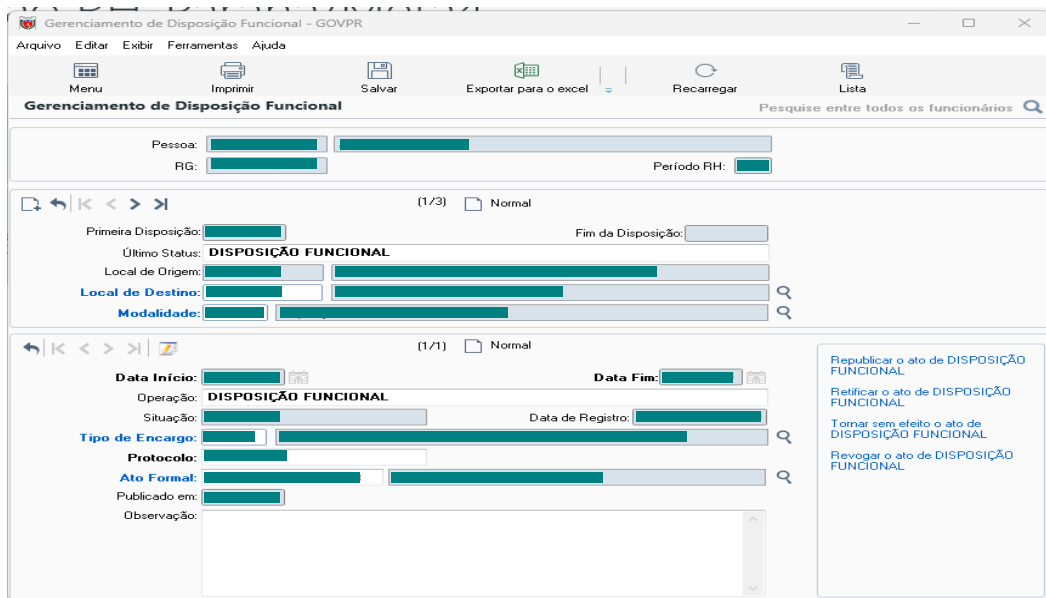 Gerenciamento de Disposição Funcional - GOVPR
Arquivo Editar Exibir Ferramentas Ajuda
Menu Imprimir Salvar Exportar para o excel Recarregar Lista
Gerenciamento de Disposição Funcional Pesquise entre todos os funcionários
Pessoa:
RG: Período RH:
(1/3) Normal
Primeira Disposição: Fim da Disposição:
Último Status: DISPOSIÇÃO FUNCIONAL
Local de Origem:
Local de Destino:
Modalidade:
(1/1) Normal
Data Início: Data Fim:
Operação: DISPOSIÇÃO FUNCIONAL
Situação: Data de Registro:
Tipo de Encargo:
Protocolo:
Ato Formal:
Publicado em:
Observação:
Republicar o ato de DISPOSIÇÃO
FUNCIONAL
Retificar o ato de DISPOSIÇÃO
FUNCIONAL
Tornar sem efeito o ato de
DISPOSIÇÃO FUNCIONAL
Revogar o ato de DISPOSIÇÃO
FUNCIONAL